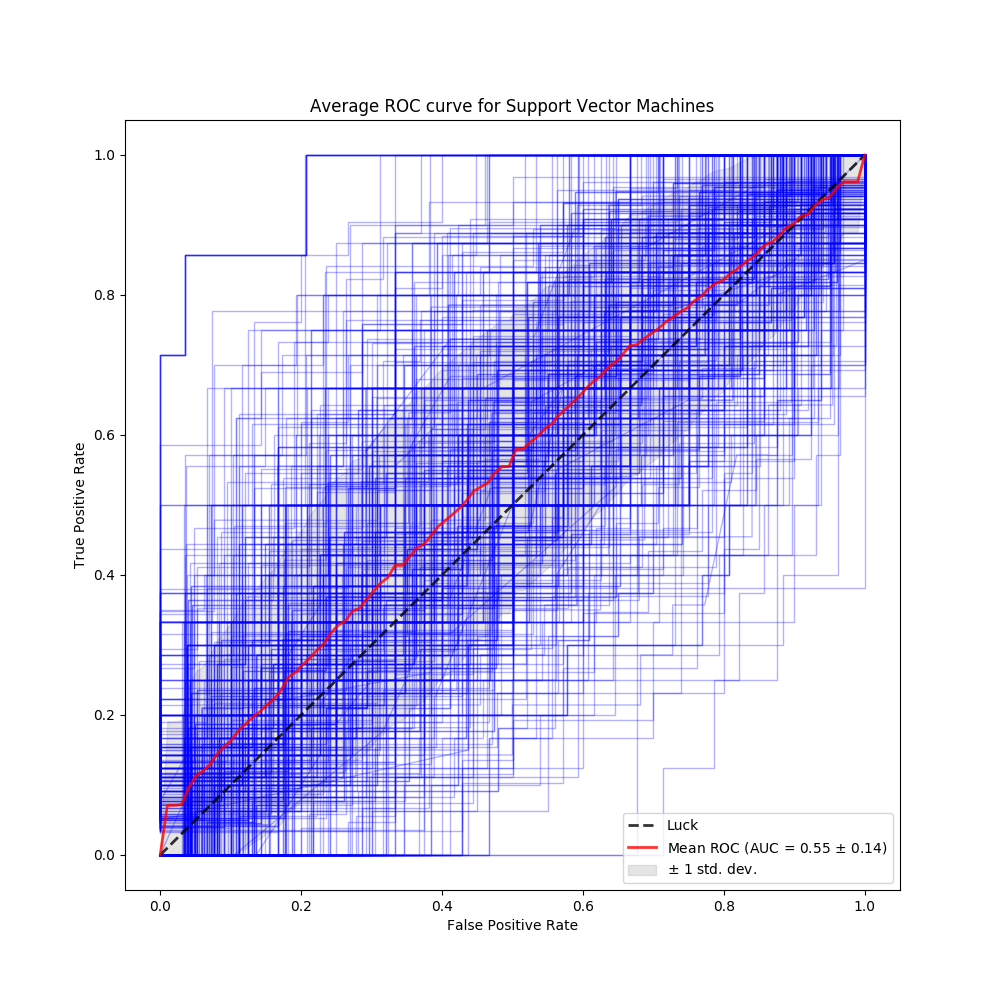 Average ROC curve for Support Vector Machines
True Positive Rate
1.0
0.8
0.6
0.4
0.2
0.0
Luck
Mean ROC (AUC = 0.55 ± 0.14)
± 1 std. dev.
0.0 0.2 0.4 0.6 0.8 1.0
False Positive Rate